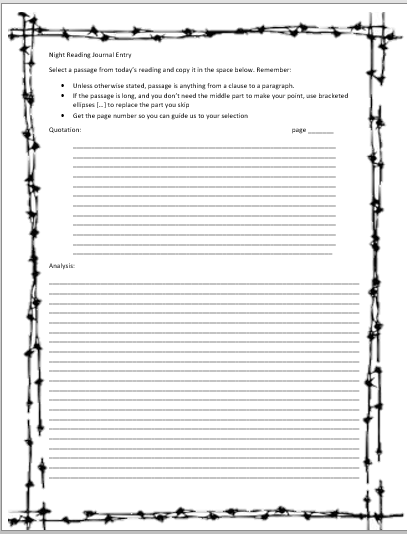 Night Reading Journal Entry
Select a passage from today's reading and copy it in the space below. Remember:
• Unless otherwise stated, passage is anything from a clause to a paragraph.
• If the passage is long, and you don't need the middle part to make your point, use bracketed
ellipses […] to replace the part you skip
• Get the page number so you can guide us to your selection
Quotation: page ______
Analysis: